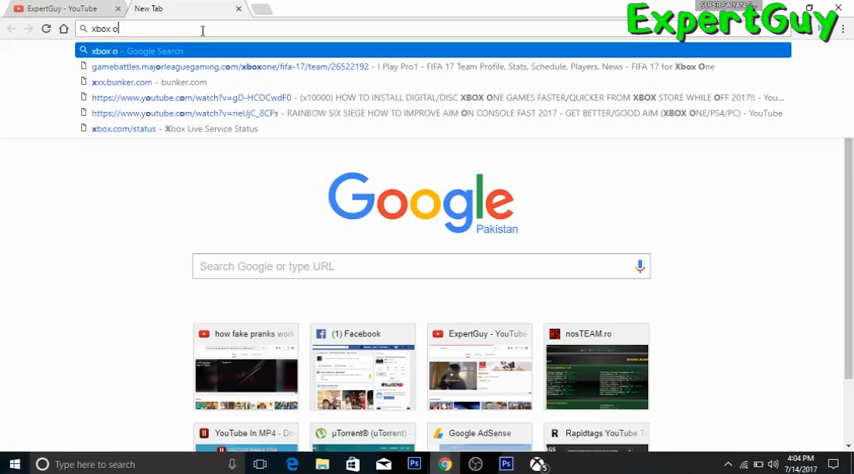 ExpertGuy - YouTube
New Tab
ExpertGuy
xbox o
xbox o - Google Search
gamebattles.majorleaguegaming.com/xboxone/fifa-17/team/26522192 - I Play Pro1 - FIFA 17 Team Profile, Stats. Schedule, Players, News - FIFA 17 for Xbox One
xxx.bunker.com - bunker.com
https://www.youtube.com/watch?v=gD-HCOCwdF0 - (x10000) HOW TO INSTALL DIGITAL/DISC XBOX ONE GAMES FASTER/QUICKER FROM XBOX STORE WHILE OFF 2017!! - You...
https://www.youtube.com/watch?v=rieUjC_8CPs - RAINBOW SIX SIEGE HOW TO IMPROVE AIM ON CONSOLE FAST 2017 - GET BETTER/GOOD AIM (XBOX ONE/PS4/PC) - YouTube
xbox.com/status - Xbox Live Service Status
Google
Pakistan
Search Google or type URL
how fake pranks work
(1) Facebook
ExpertGuy - YouTube
nosTEAM.ro
YouTube In MP4 - Do
µTorrent® (uTorrent) -
Google AdSense
Rapidtags YouTube T
Type here to search
4:04 PM
7/14/2017